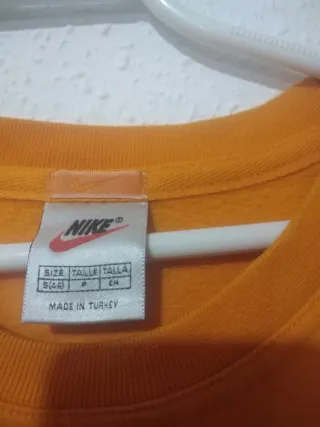 NIKE®
SIZE TAILLE TALLA
S(46) P CH
MADE IN TURKEY